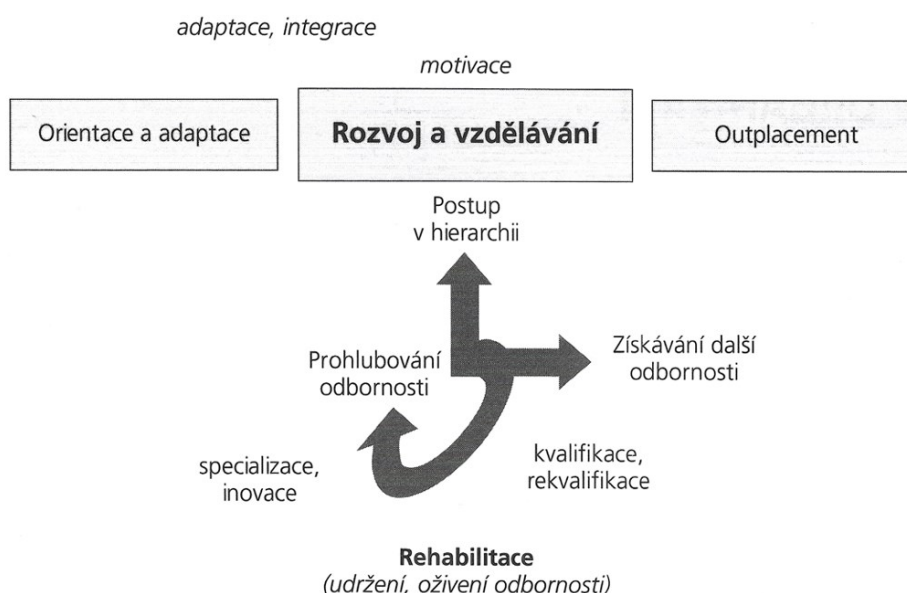 adaptace, integrace
motivace
Orientace a adaptace
Rozvoj a vzdělávání
Outplacement
Postup
v hierarchii
Prohlubování
odbornosti
Získávání další
odbornosti
specializace,
inovace
kvalifikace,
rekvalifikace
Rehabilitace
(udržení, oživení odbornosti)